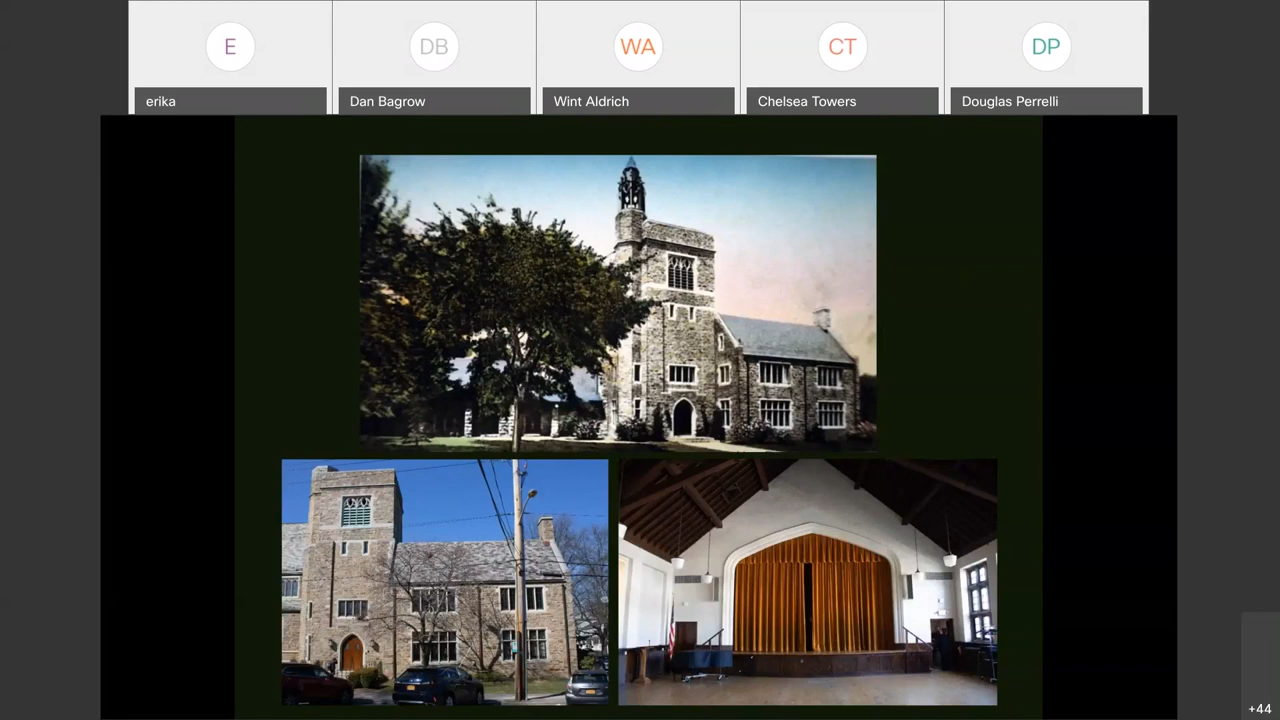 E
DB
WA
CT
DP
erika
Dan Bagrow
Wint Aldrich
Chelsea Towers
Douglas Perrelli
+44